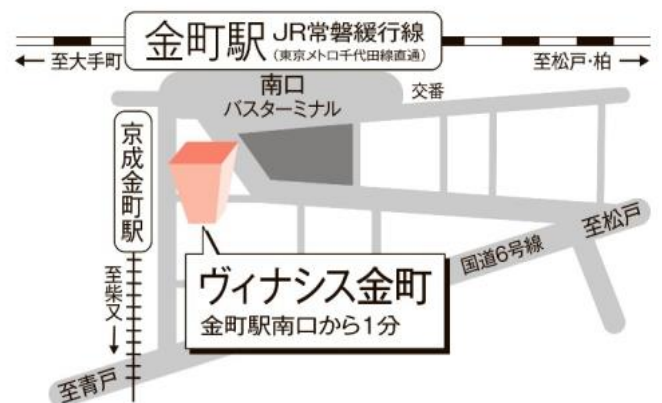 金町駅 JR常磐緩行線
(東京メトロ千代田線直通)
至大手町
至松戸・柏
南口
バスターミナル
交番
京成金町駅
至松戸
国道6号線
至柴又
ヴィナシス金町
金町駅南口から1分
至青戸